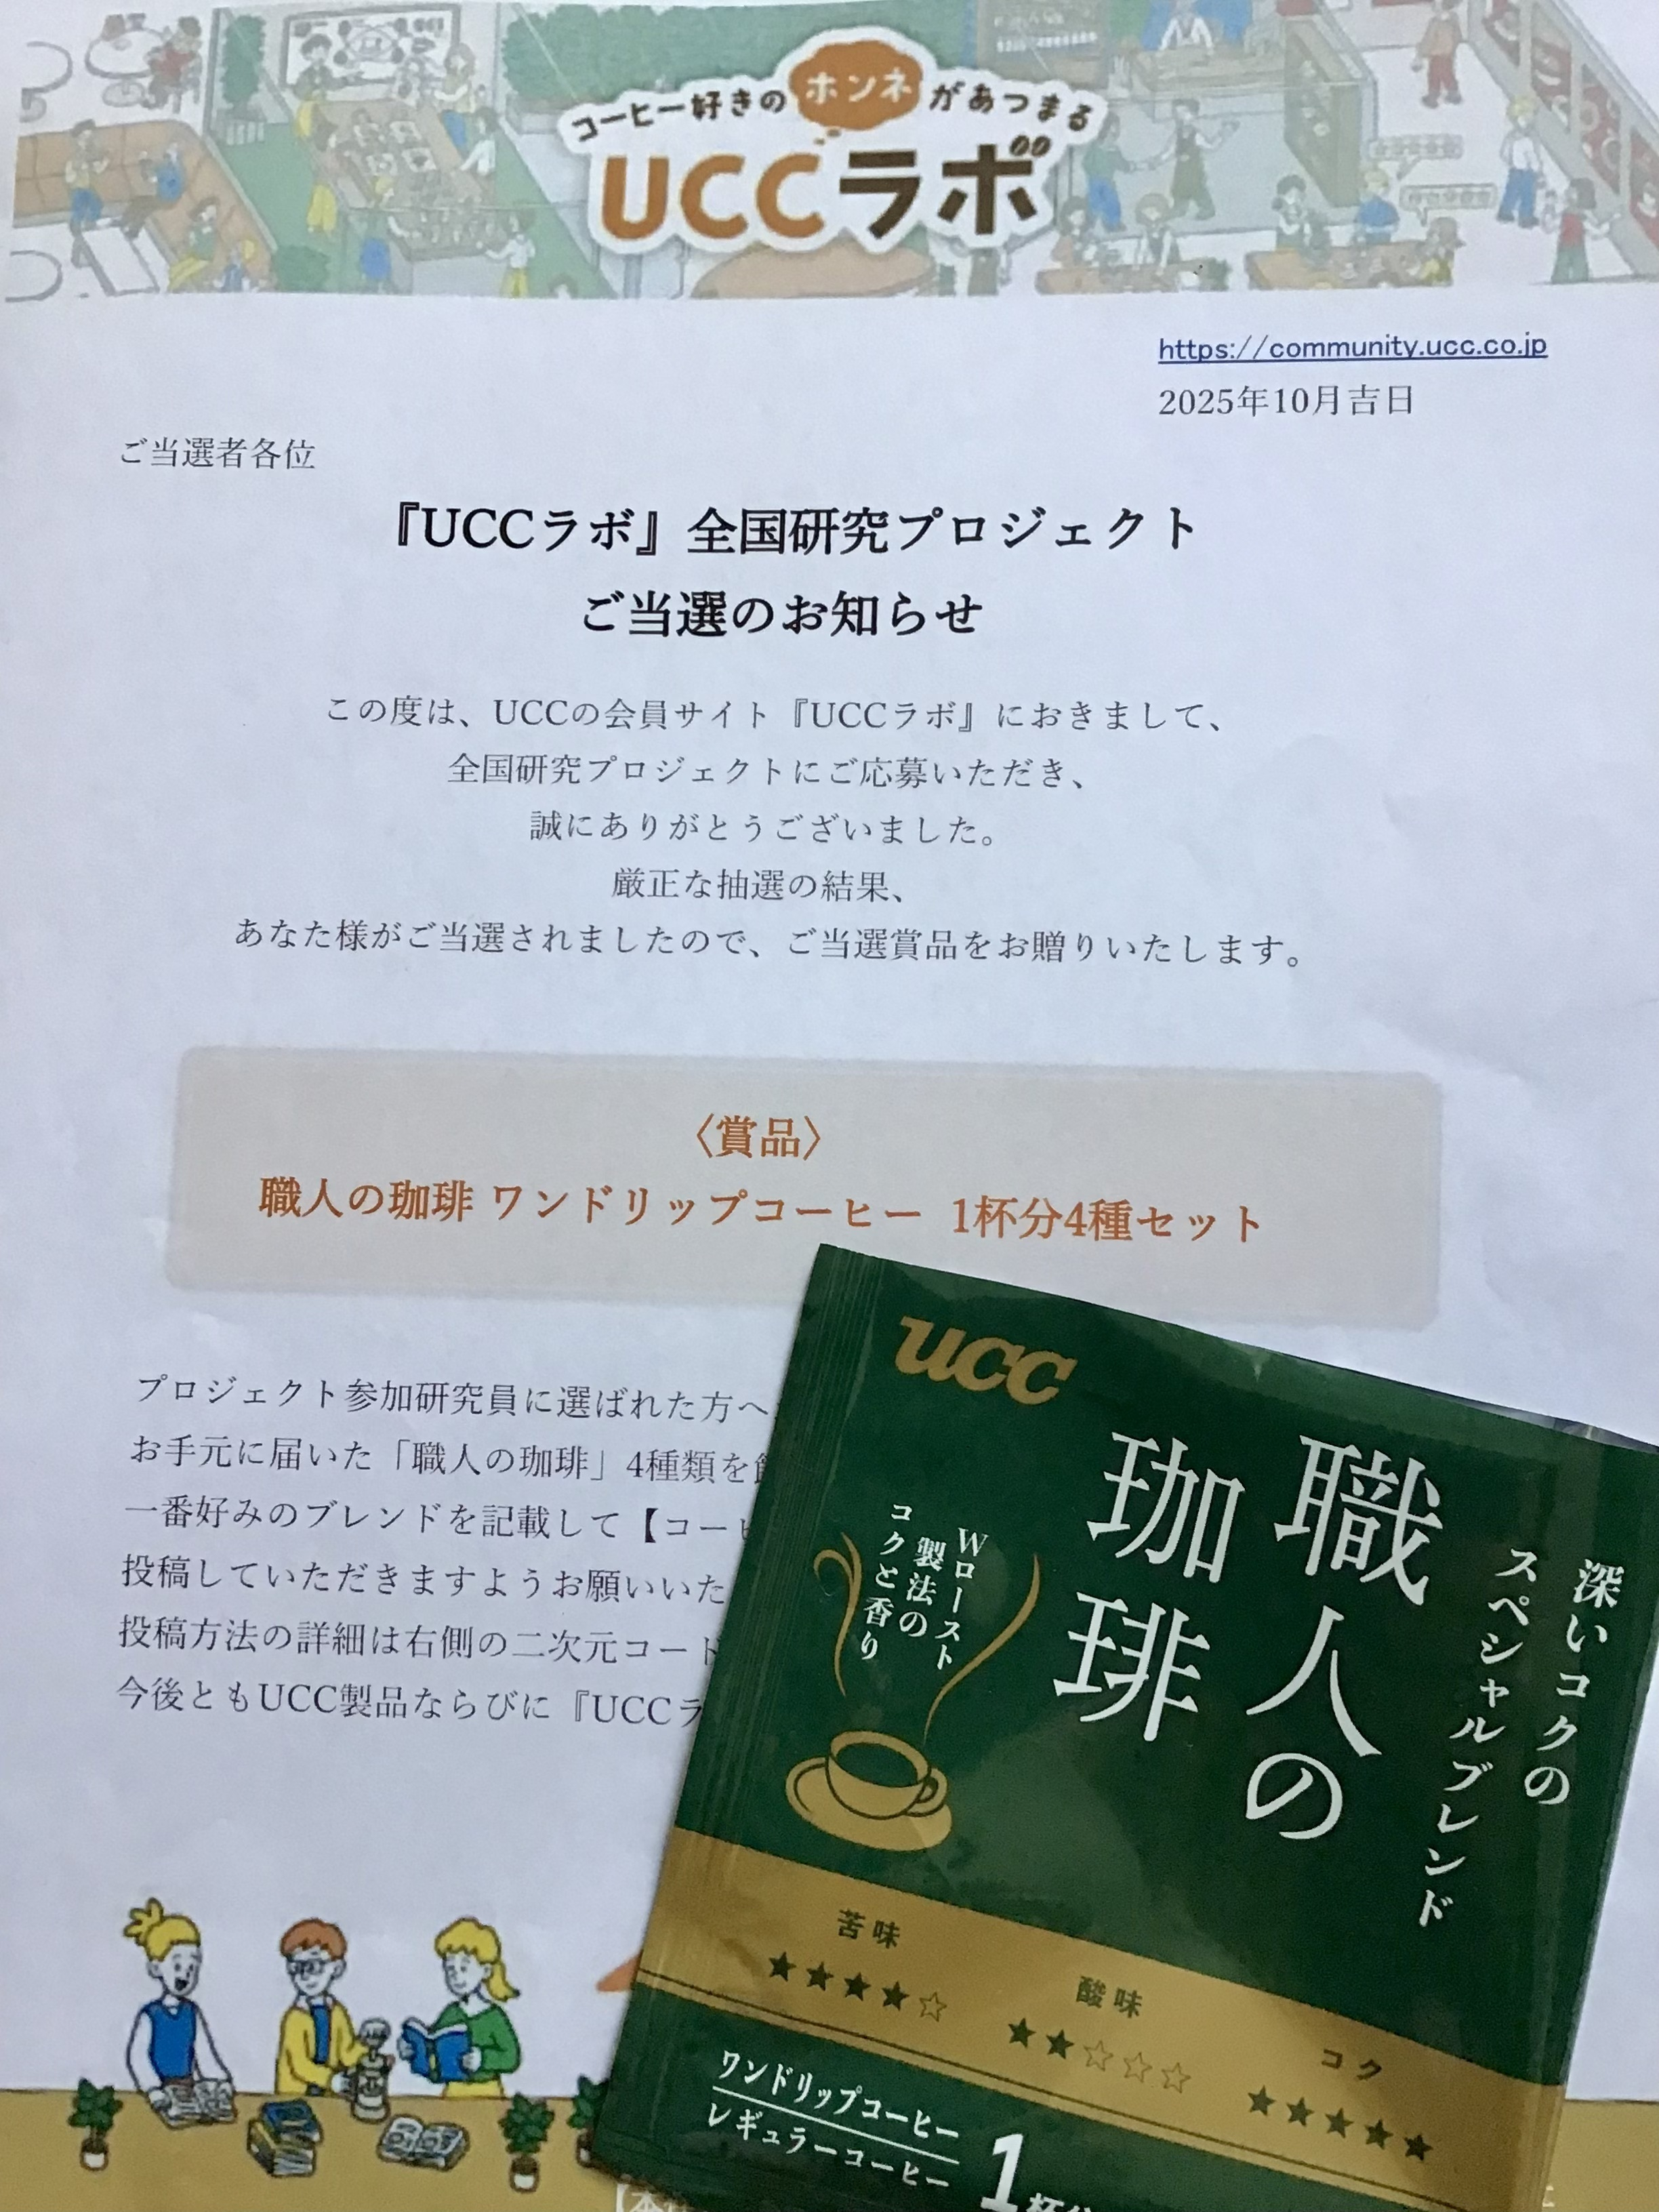 コーヒー好きのホンネがあつまる
UCCラボ
https://community.ucc.co.jp
2025年10月吉日
ご当選者各位
『UCCラボ』全国研究プロジェクト
ご当選のお知らせ
この度は、UCCの会員サイト『UCCラボ』におきまして、
全国研究プロジェクトにご応募いただき、
誠にありがとうございました。
厳正な抽選の結果、
あなた様がご当選されましたので、ご当選賞品をお贈りいたします。
〈賞品〉
職人の珈琲 ワンドリップコーヒー 1杯分4種セット
プロジェクト参加研究員に選ばれた方へ
お手元に届いた「職人の珈琲」4種類を
一番好みのブレンドを記載して【コーヒ
投稿していただきますようお願いいた
投稿方法の詳細は右側の二次元コード
今後ともUCC製品ならびに『UCCラ
ucc
深いコクの
スペシャルブレンド
職人の
珈琲
Wロースト
製法の
コクと香り
苦味
★★★★☆
酸味
★★☆☆☆
コク
★★★★★
ワンドリップコーヒー
レギュラーコーヒー
1杯分